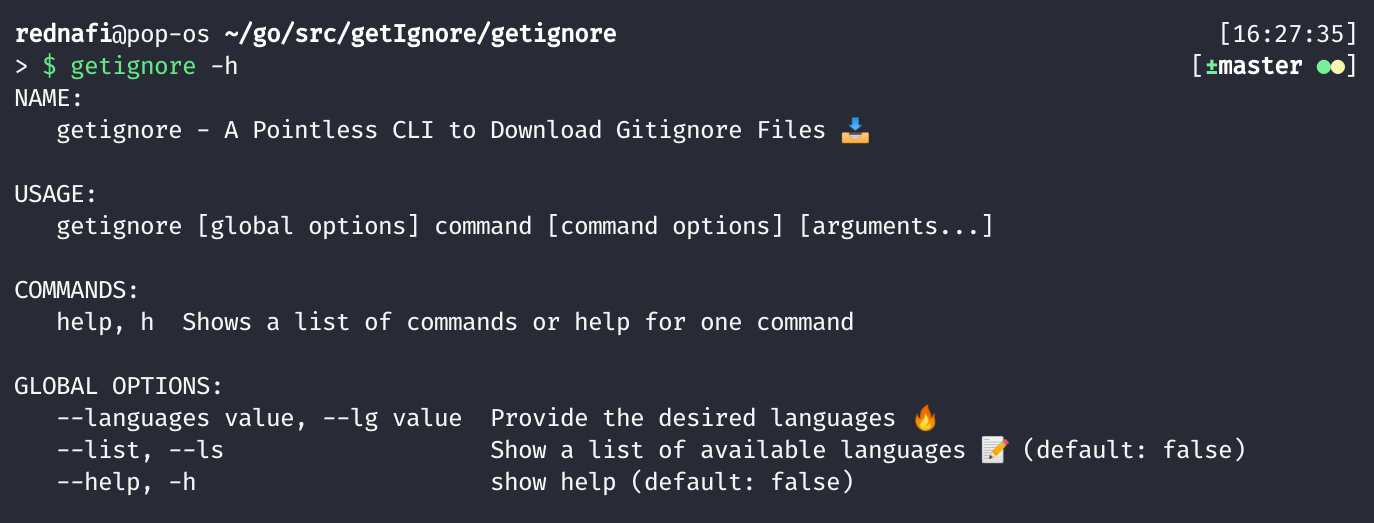 rednafi@pop-os ~/go/src/getIgnore/getignore [16:27:35]
> $ getignore -h [±master ●●]
NAME:
   getignore - A Pointless CLI to Download Gitignore Files 📥

USAGE:
   getignore [global options] command [command options] [arguments...]

COMMANDS:
   help, h  Shows a list of commands or help for one command

GLOBAL OPTIONS:
   --languages value, --lg value  Provide the desired languages 🔥
   --list, --ls                   Show a list of available languages 📝 (default: false)
   --help, -h                     show help (default: false)